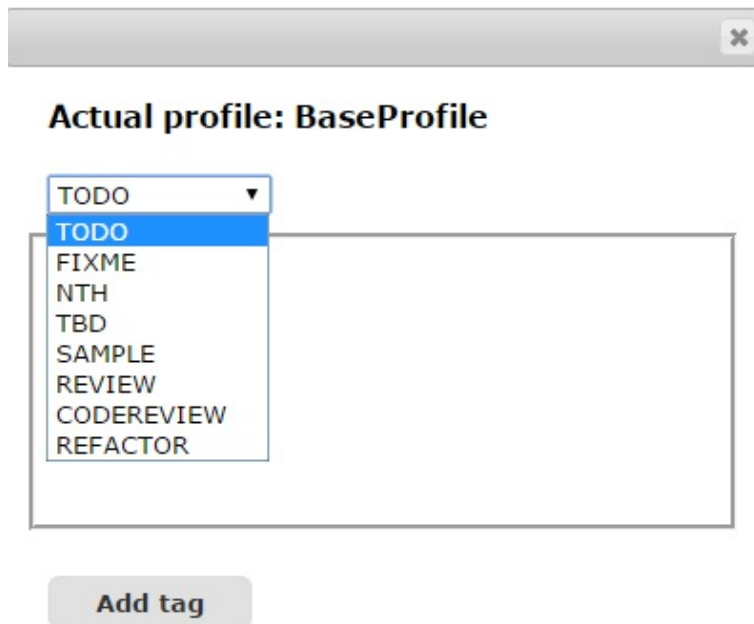 Actual profile: BaseProfile
TODO
TODO
FIXME
NTH
TBD
SAMPLE
REVIEW
CODEREVIEW
REFACTOR
Add tag